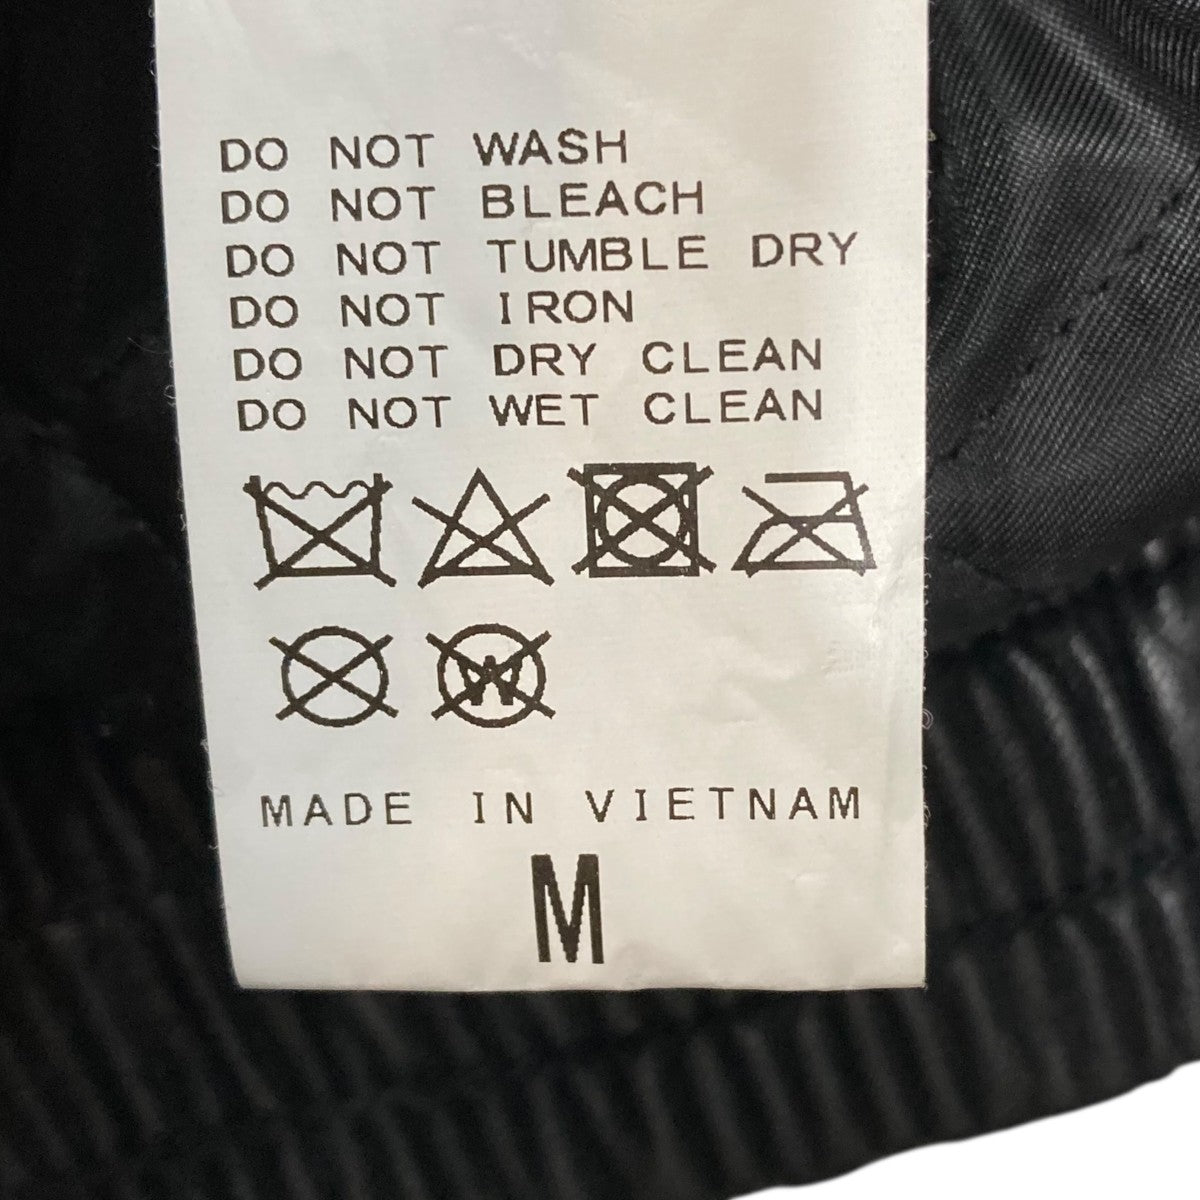 DO NOT WASH
DO NOT BLEACH
DO NOT TUMBLE DRY
DO NOT IRON
DO NOT DRY CLEAN
DO NOT WET CLEAN
W
MADE IN VIETNAM
M